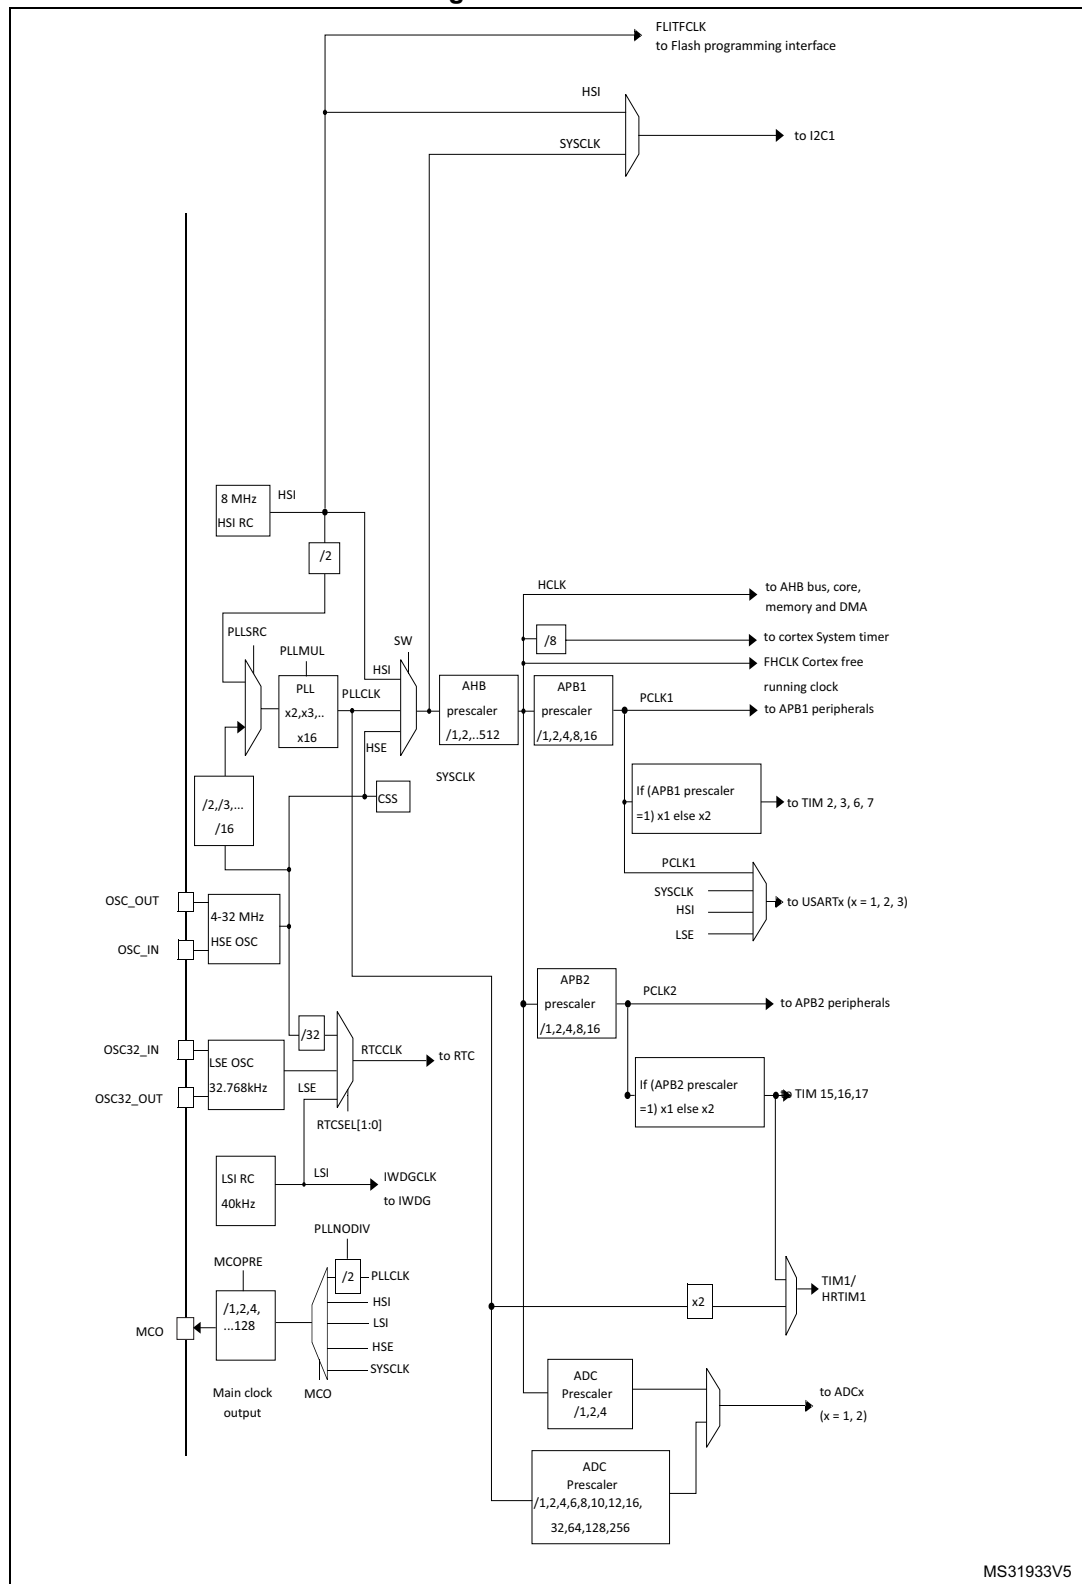 FLITFCLK
to Flash programming interface
HSI
to I2C1
SYSCLK
8 MHz
HSI RC
HSI
/2
HCLK
to AHB bus, core,
memory and DMA
/8
to cortex System timer
FHCLK Cortex free
running clock
PLLSRC
PLLMUL
SW
HSI
PLL
x2,x3,..
x16
PLLCLK
HSE
AHB
prescaler
/1,2,..512
APB1
prescaler
/1,2,4,8,16
PCLK1
to APB1 peripherals
SYSCLK
CSS
/2,/3,...
/16
If (APB1 prescaler
=1) x1 else x2
to TIM 2, 3, 6, 7
PCLK1
SYSCLK
HSI
LSE
to USARTx (x = 1, 2, 3)
OSC_OUT
OSC_IN
4-32 MHz
HSE OSC
APB2
prescaler
/1,2,4,8,16
PCLK2
to APB2 peripherals
OSC32_IN
OSC32_OUT
LSE OSC
32.768kHz
/32
LSE
RTCCLK
to RTC
RTCSEL[1:0]
If (APB2 prescaler
=1) x1 else x2
to TIM 15,16,17
LSI RC
40kHz
LSI
IWDGCLK
to IWDG
PLLNODIV
MCOPRE
/2
PLLCLK
HSI
LSI
HSE
SYSCLK
/1,2,4,
...128
MCO
Main clock
output
MCO
x2
TIM1/
HRTIM1
ADC
Prescaler
/1,2,4
to ADCx
(x = 1, 2)
ADC
Prescaler
/1,2,4,6,8,10,12,16,
32,64,128,256
MS31933V5